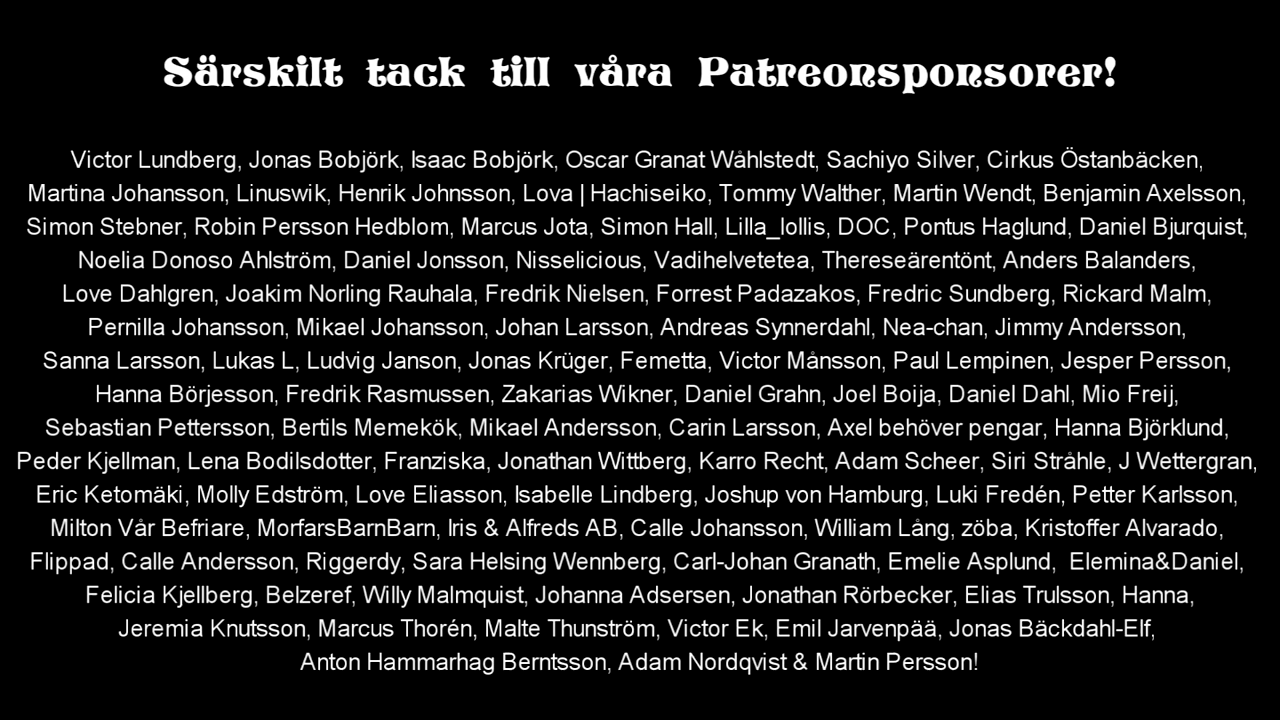 Särskilt tack till våra Patreonsponsorer!
Victor Lundberg, Jonas Bobjörk, Isaac Bobjörk, Oscar Granat Wåhlstedt, Sachiyo Silver, Cirkus Östanbäcken,
Martina Johansson, Linuswik, Henrik Johnsson, Lova | Hachiseiko, Tommy Walther, Martin Wendt, Benjamin Axelsson,
Simon Stebner, Robin Persson Hedblom, Marcus Jota, Simon Hall, Lilla_lollis, DOC, Pontus Haglund, Daniel Bjurquist,
Noelia Donoso Ahlström, Daniel Jonsson, Nisselicious, Vadihelvetetea, Thereseärentönt, Anders Balanders,
Love Dahlgren, Joakim Norling Rauhala, Fredrik Nielsen, Forrest Padazakos, Fredric Sundberg, Rickard Malm,
Pernilla Johansson, Mikael Johansson, Johan Larsson, Andreas Synnerdahl, Nea-chan, Jimmy Andersson,
Sanna Larsson, Lukas L, Ludvig Janson, Jonas Krüger, Femetta, Victor Månsson, Paul Lempinen, Jesper Persson,
Hanna Börjesson, Fredrik Rasmussen, Zakarias Wikner, Daniel Grahn, Joel Boija, Daniel Dahl, Mio Freij,
Sebastian Pettersson, Bertils Memekök, Mikael Andersson, Carin Larsson, Axel behöver pengar, Hanna Björklund,
Peder Kjellman, Lena Bodilsdotter, Franziska, Jonathan Wittberg, Karro Recht, Adam Scheer, Siri Stråhle, J Wettergran,
Eric Ketomäki, Molly Edström, Love Eliasson, Isabelle Lindberg, Joshup von Hamburg, Luki Fredén, Petter Karlsson,
Milton Vår Befriare, MorfarsBarnBarn, Iris & Alfreds AB, Calle Johansson, William Lång, zöba, Kristoffer Alvarado,
Flippad, Calle Andersson, Riggerdy, Sara Helsing Wennberg, Carl-Johan Granath, Emelie Asplund, Elemina&Daniel,
Felicia Kjellberg, Belzeref, Willy Malmquist, Johanna Adsersen, Jonathan Rörbecker, Elias Trulsson, Hanna,
Jeremia Knutsson, Marcus Thorén, Malte Thunström, Victor Ek, Emil Jarvenpää, Jonas Bäckdahl-Elf,
Anton Hammarhag Berntsson, Adam Nordqvist & Martin Persson!